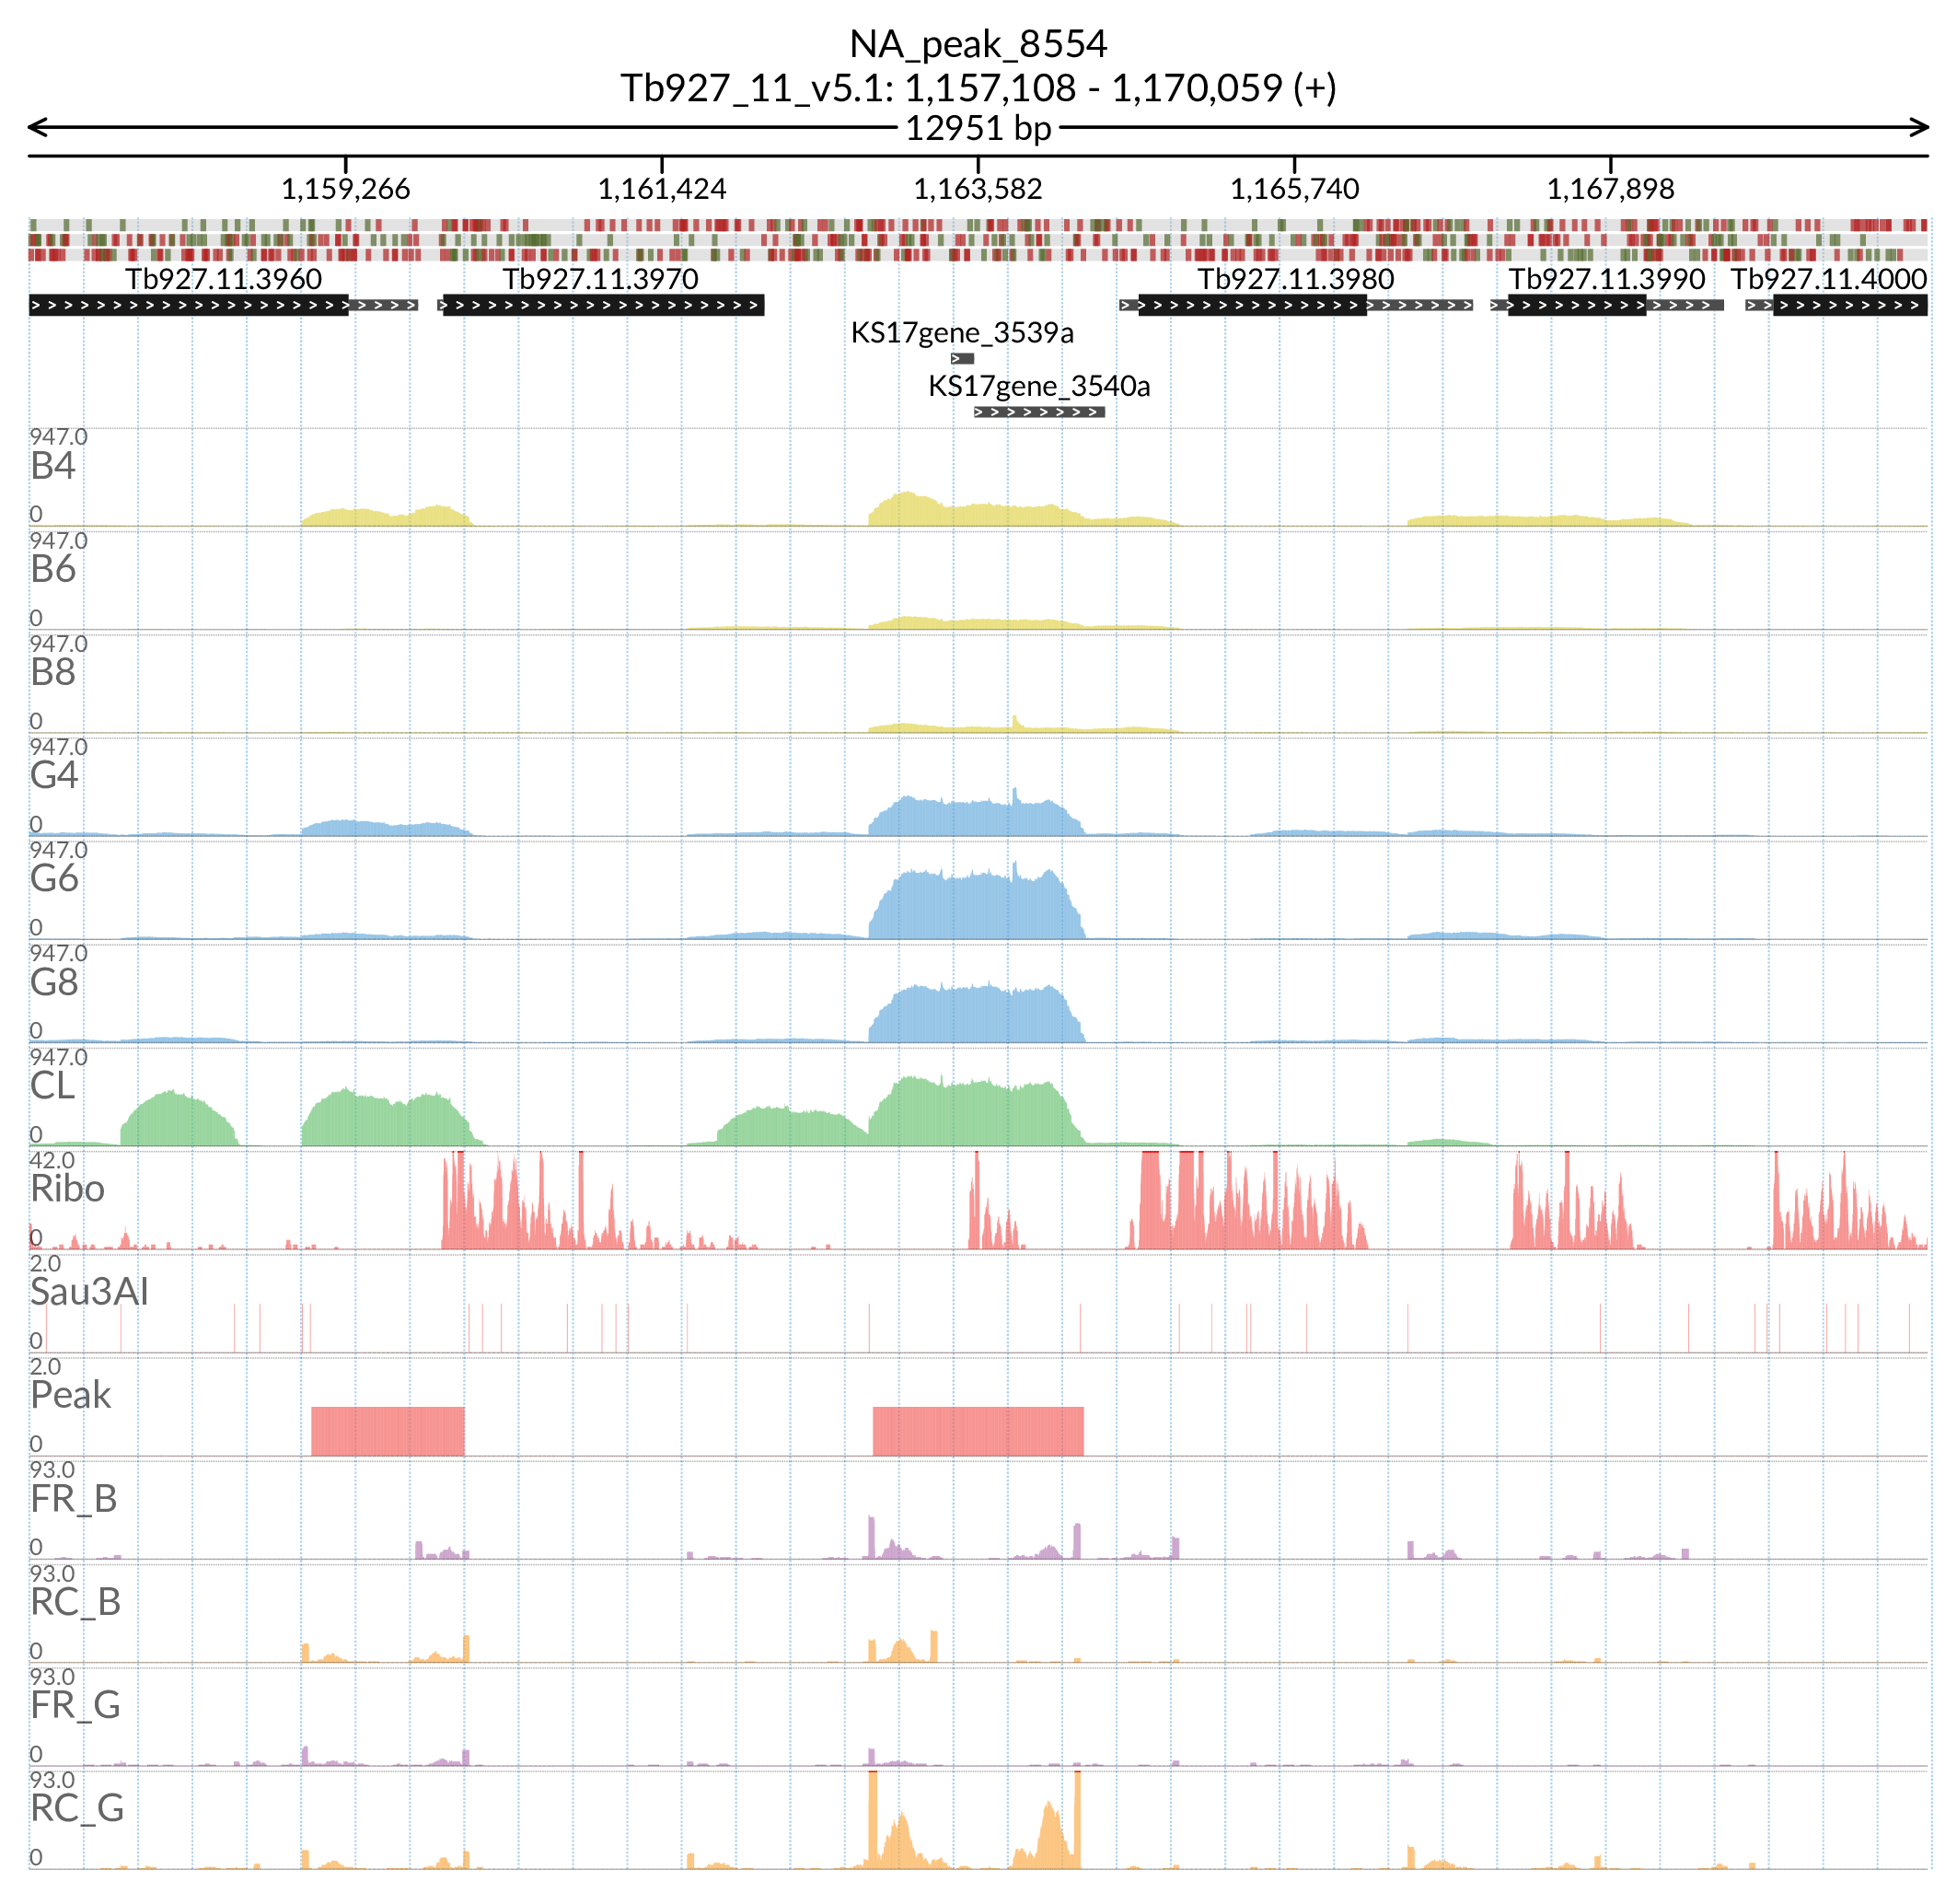 NA_peak_8554
Tb927_11_v5.1: 1,157,108 - 1,170,059 (+)
12951 bp
1,159,266 1,161,424 1,163,582 1,165,740 1,167,898
Tb927.11.3960 Tb927.11.3970 Tb927.11.3980 Tb927.11.3990 Tb927.11.4000
KS17gene_3539a
KS17gene_3540a
947.0
B4
0
947.0
B6
0
947.0
B8
0
947.0
G4
0
947.0
G6
0
947.0
G8
0
947.0
CL
0
42.0
Ribo
0
2.0
Sau3AI
0
2.0
Peak
0
93.0
FR_B
0
93.0
RC_B
0
93.0
FR_G
0
93.0
RC_G
0